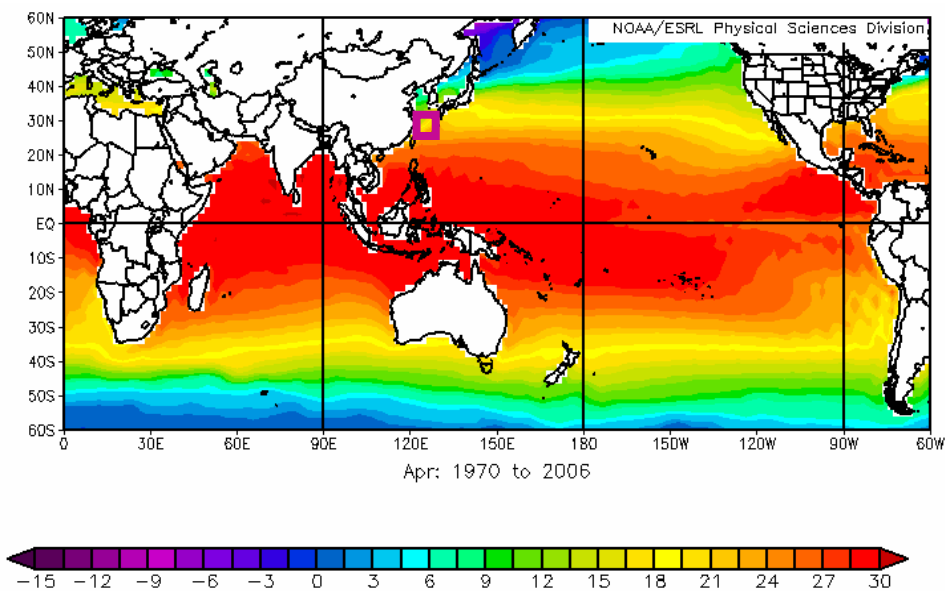 60N
NOAA/ESRL Physical Sciences Division
50N
40N
30N
20N
10N
EQ
10S
20S
30S
40S
50S
60S
0 30E 60E 90E 120E 150E 180 150W 120W 90W 60W
Apr: 1970 to 2006
-15 -12 -9 -6 -3 0 3 6 9 12 15 18 21 24 27 30